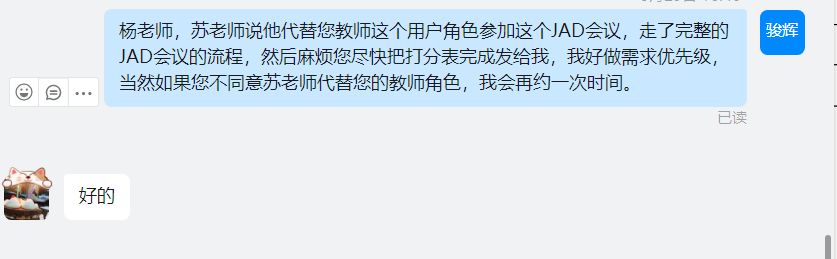 杨老师，苏老师说他代替您教师这个用户角色参加这个JAD会议，走了完整的
JAD会议的流程，然后麻烦您尽快把打分表完成发给我，我好做需求优先级，
当然如果您不同意苏老师代替您的教师角色，我会再约一次时间。
骏辉
已读
好的